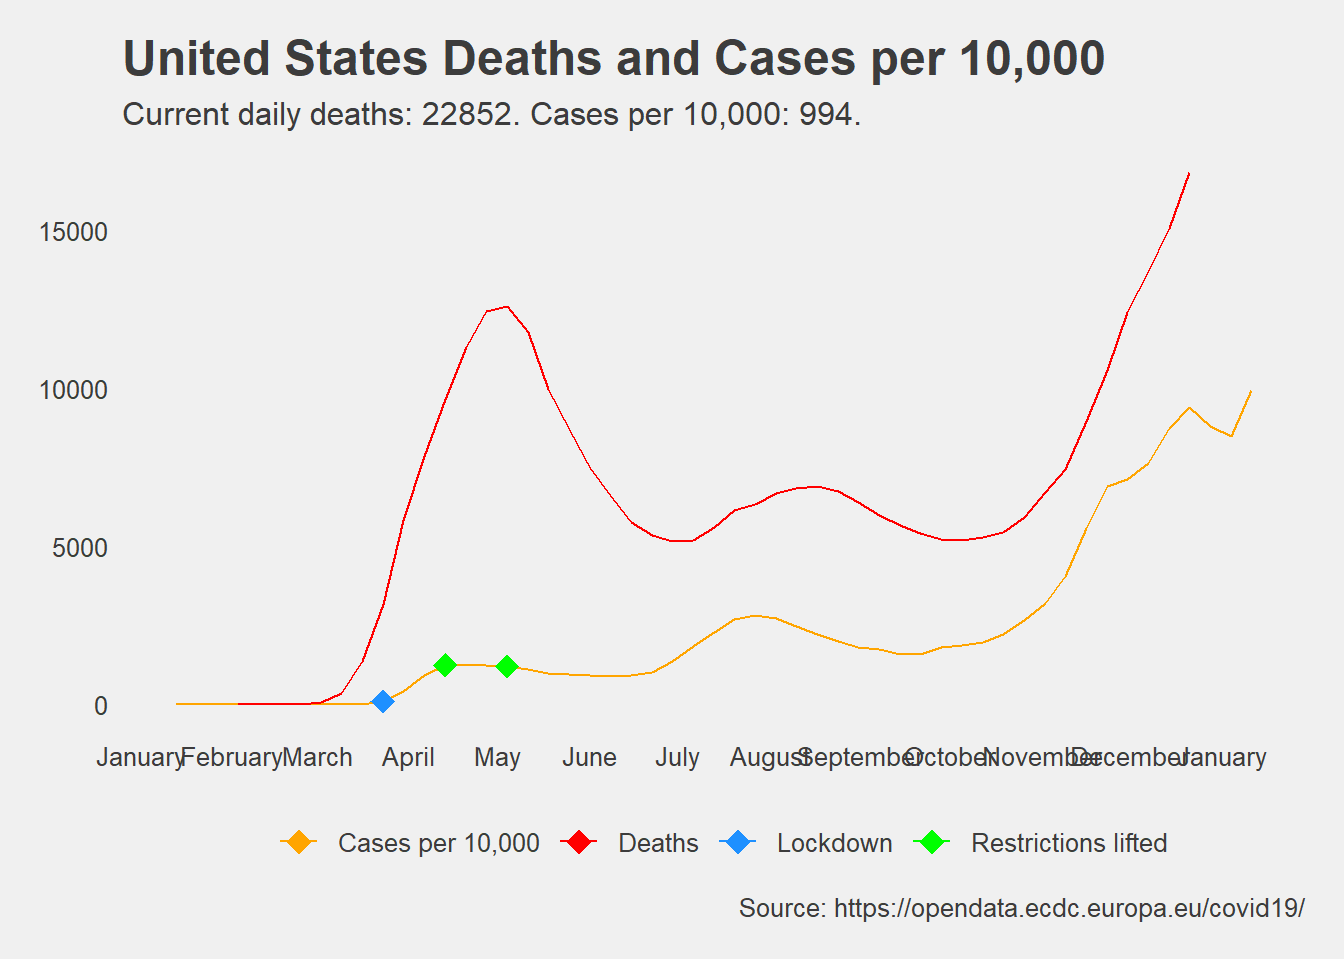 United States Deaths and Cases per 10,000
Current daily deaths: 22852. Cases per 10,000: 994.
15000
10000
5000
0
January February March April May June July August September October November December January
Cases per 10,000 Deaths Lockdown Restrictions lifted
Source: https://opendata.ecdc.europa.eu/covid19/